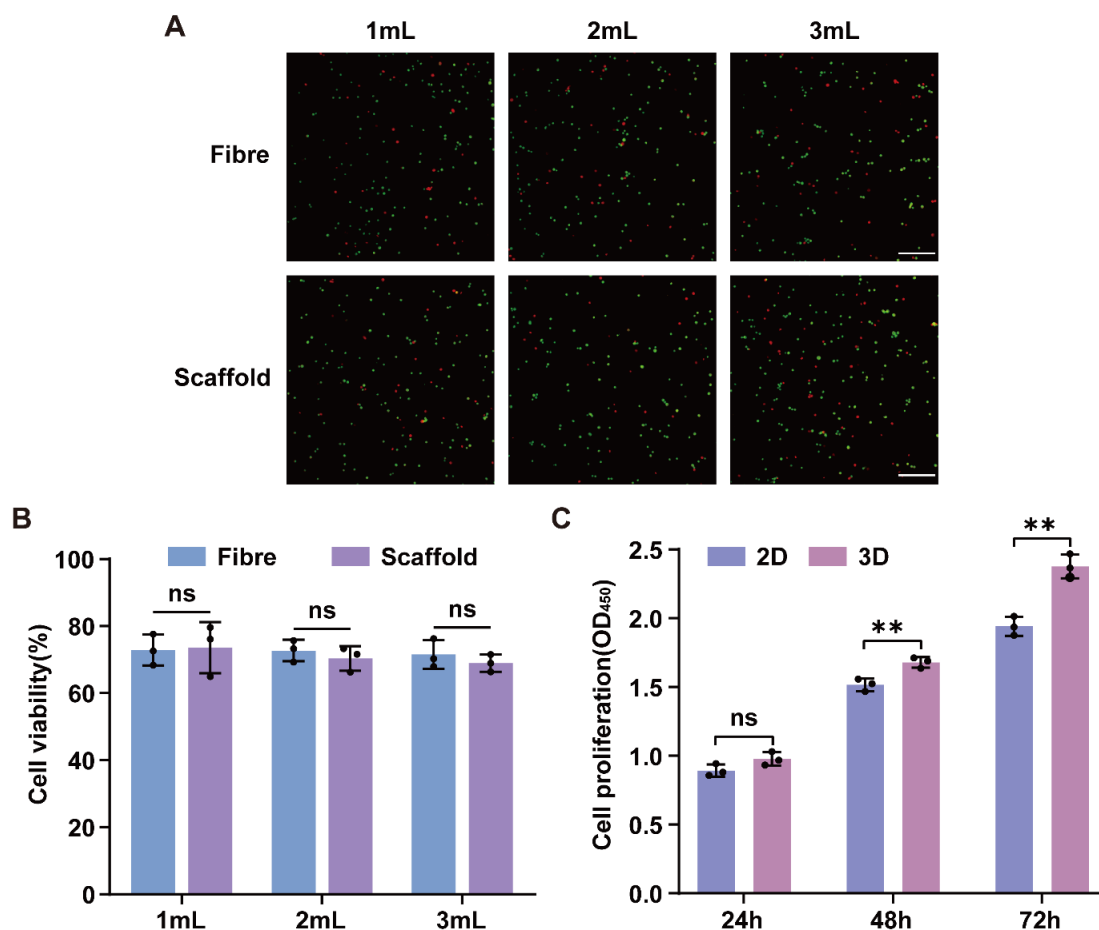 A
1mL 2mL 3mL
Fibre
Scaffold
B
Fibre Scaffold
Cell viability(%)
100
80
60
40
20
0
ns ns ns
1mL 2mL 3mL
C
2D 3D
Cell proliferation(OD450)
2.5
2.0
1.5
1.0
0.5
0.0
ns ** **
24h 48h 72h